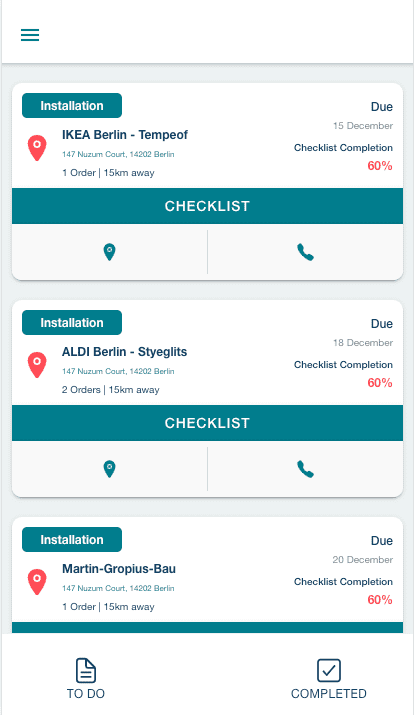 Installation
Due
15 December
IKEA Berlin - Tempeof
147 Nuzum Court, 14202 Berlin
Checklist Completion
1 Order | 15km away
60%
CHECKLIST
Installation
Due
18 December
ALDI Berlin - Styeglits
147 Nuzum Court, 14202 Berlin
Checklist Completion
2 Orders | 15km away
60%
CHECKLIST
Installation
Due
20 December
Martin-Gropius-Bau
147 Nuzum Court, 14202 Berlin
Checklist Completion
1 Order | 15km away
60%
TO DO
COMPLETED